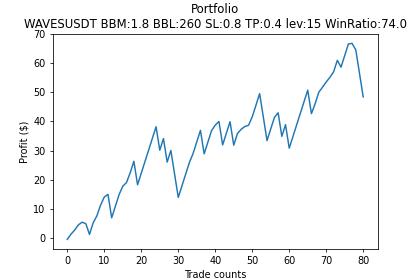 Portfolio
WAVESUSDT BBM:1.8 BBL:260 SL:0.8 TP:0.4 lev:15 WinRatio:74.0
70
60
50
40
30
20
10
0
Profit ($)
0 10 20 30 40 50 60 70 80
Trade counts